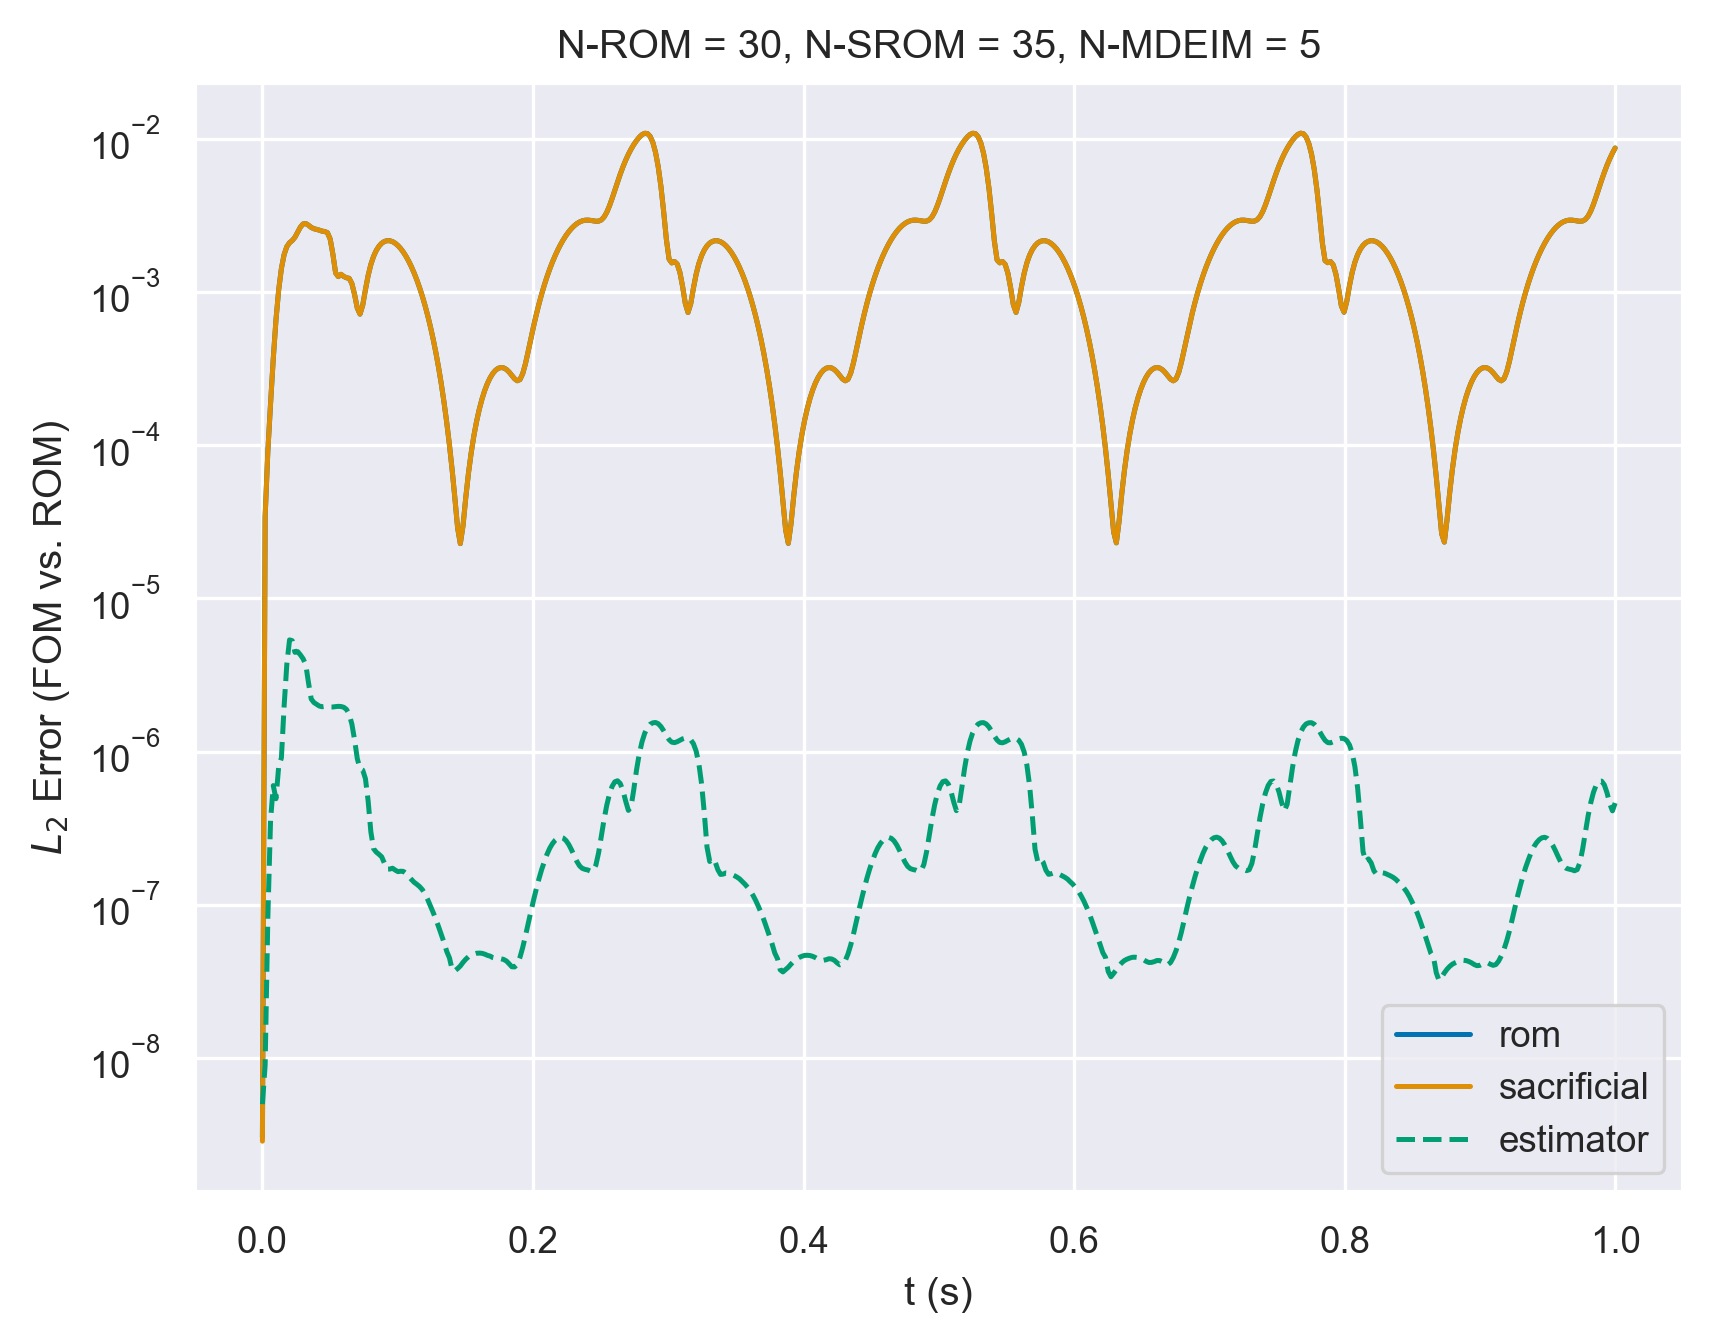 N-ROM = 30, N-SROM = 35, N-MDEIM = 5
L₂ Error (FOM vs. ROM)
10⁻²
10⁻³
10⁻⁴
10⁻⁵
10⁻⁶
10⁻⁷
10⁻⁸
rom
sacrificial
estimator
0.0 0.2 0.4 0.6 0.8 1.0
t (s)